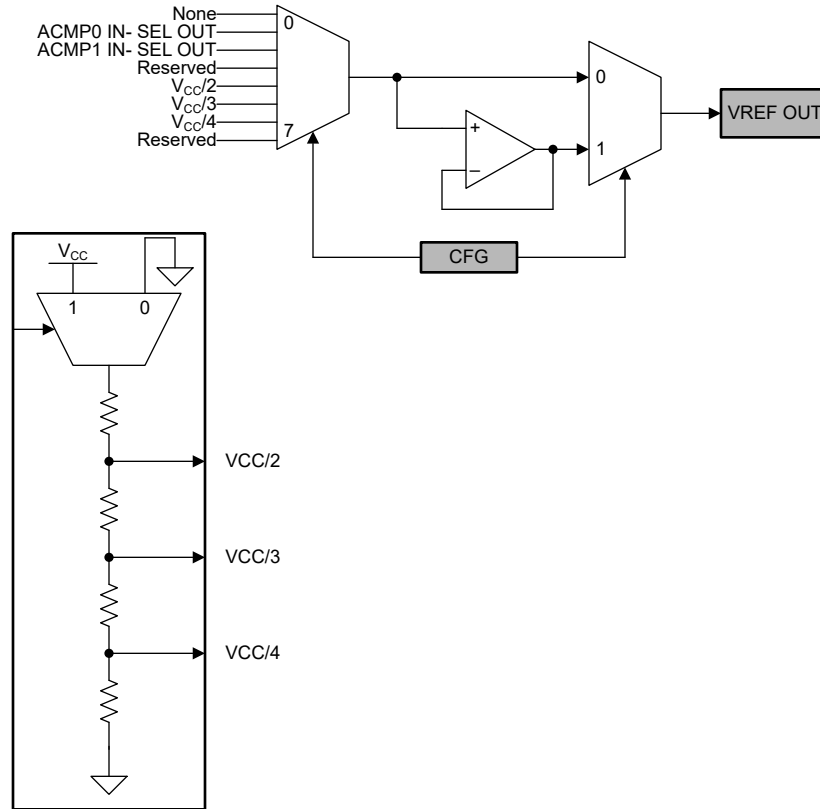 None
ACMP0 IN- SEL OUT
ACMP1 IN- SEL OUT
Reserved
VCC/2
VCC/3
VCC/4
Reserved
0
7
+
–
0
1
VREF OUT
CFG
VCC
1
0
VCC/2
VCC/3
VCC/4